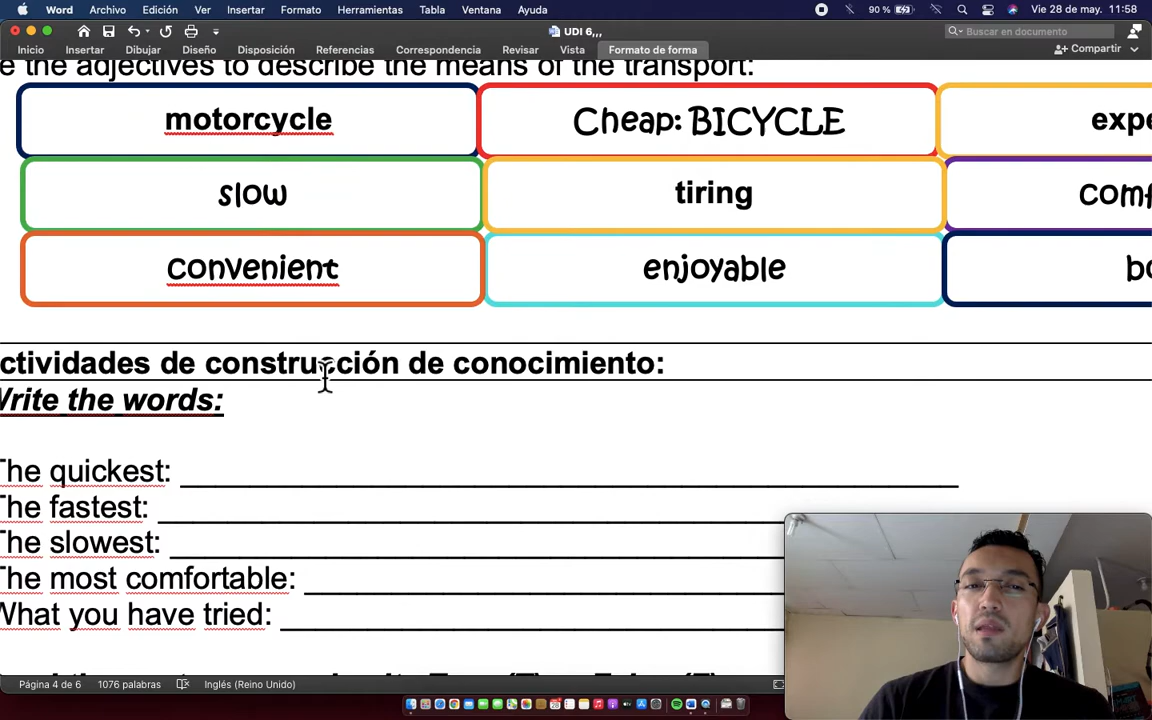 Word Archivo Edición Ver Insertar Formato Herramientas Tabla Ventana Ayuda 90 % Vie 28 de may. 11:58
UDI 6,,, Buscar en documento
Inicio Insertar Dibujar Diseño Disposición Referencias Correspondencia Revisar Vista Formato de forma Compartir
e the adjectives to describe the means of the transport:
motorcycle Cheap: BICYCLE expe
slow tiring comf
convenient enjoyable bo
ctividades de construcción de conocimiento:
Write the words:
The quickest:
The fastest:
The slowest:
The most comfortable:
What you have tried:
Página 4 de 6 1076 palabras Inglés (Reino Unido)